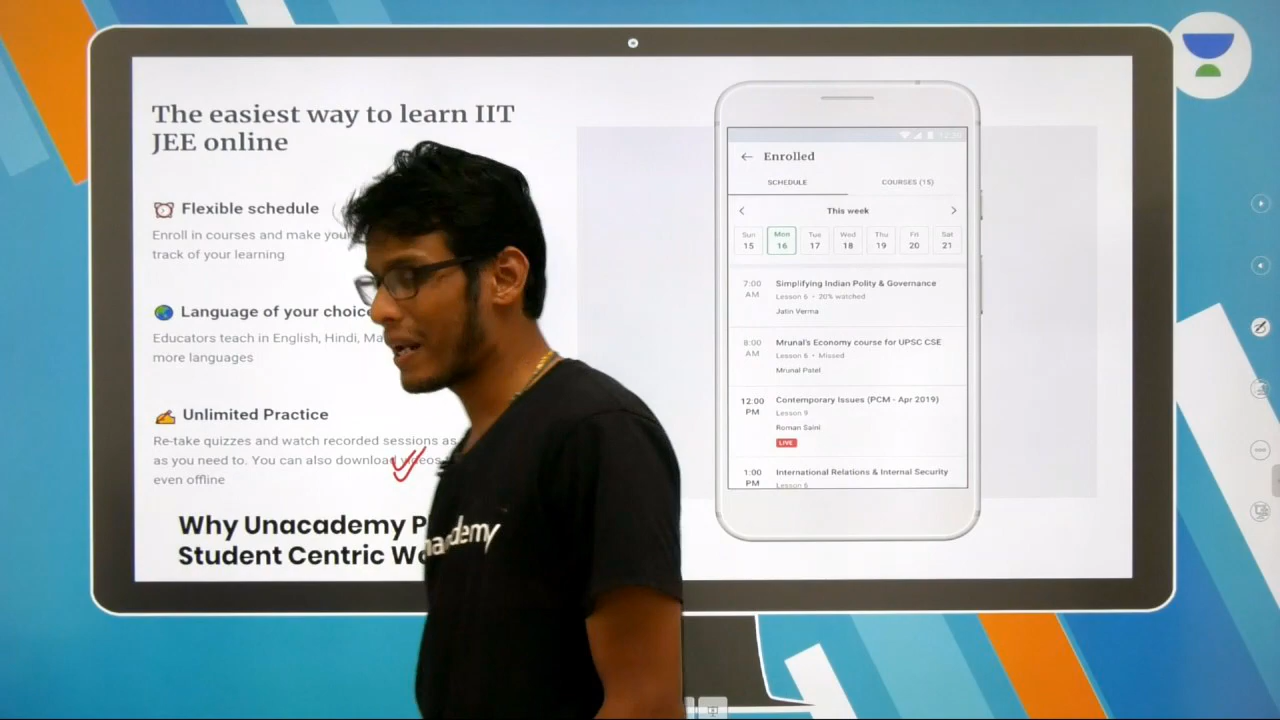 The easiest way to learn IIT
JEE online
Flexible schedule
Enroll in courses and make your
track of your learning
Language of your choice
Educators teach in English, Hindi,
more languages
Unlimited Practice
Re-take quizzes and watch recorded sessions as
as you need to. You can also download videos
even offline
Why Unacademy
Student Centric
12:30
← Enrolled
SCHEDULE
COURSES (15)
This week
Sun Mon Tue Wed Thu Fri Sat
15 16 17 18 19 20 21
7:00 AM
Simplifying Indian Polity & Governance
Lesson 6 • 20% watched
Jatin Verma
8:00 AM
Mrunal's Economy course for UPSC CSE
Lesson 6 • Missed
Mrunal Patel
12:00 PM
Contemporary Issues (PCM - Apr 2019)
Lesson 9
Roman Saini
LIVE
1:00 PM
International Relations & Internal Security
Lesson 6